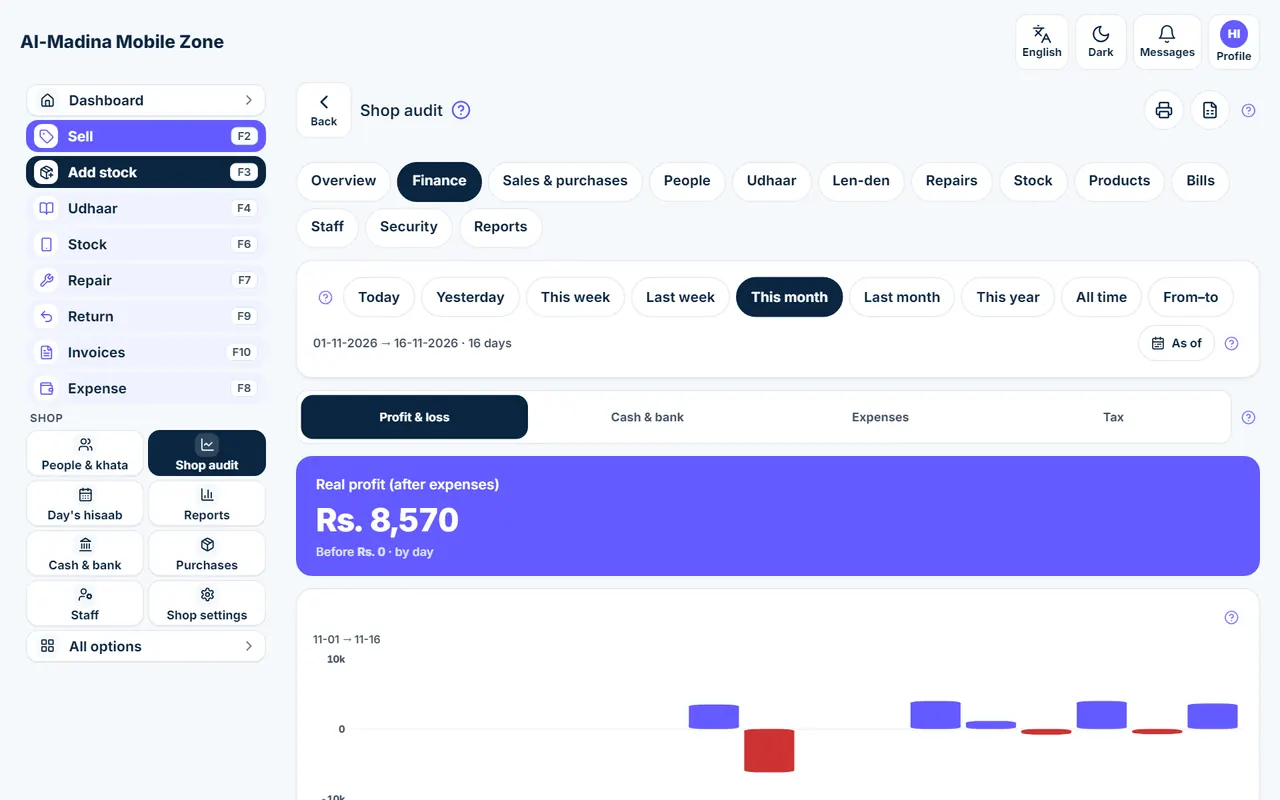 Al-Madina Mobile Zone
English
Dark
Messages
HI
Profile
Dashboard
Sell F2
Add stock F3
Udhaar F4
Stock F6
Repair F7
Return F9
Invoices F10
Expense F8
SHOP
People & khata
Shop audit
Day's hisaab
Reports
Cash & bank
Purchases
Staff
Shop settings
All options
Back
Shop audit
Overview
Finance
Sales & purchases
People
Udhaar
Len-den
Repairs
Stock
Products
Bills
Staff
Security
Reports
Today
Yesterday
This week
Last week
This month
Last month
This year
All time
From–to
01-11-2026 → 16-11-2026 · 16 days
As of
Profit & loss
Cash & bank
Expenses
Tax
Real profit (after expenses)
Rs. 8,570
Before Rs. 0 · by day
11-01 → 11-16
10k
0
-10k